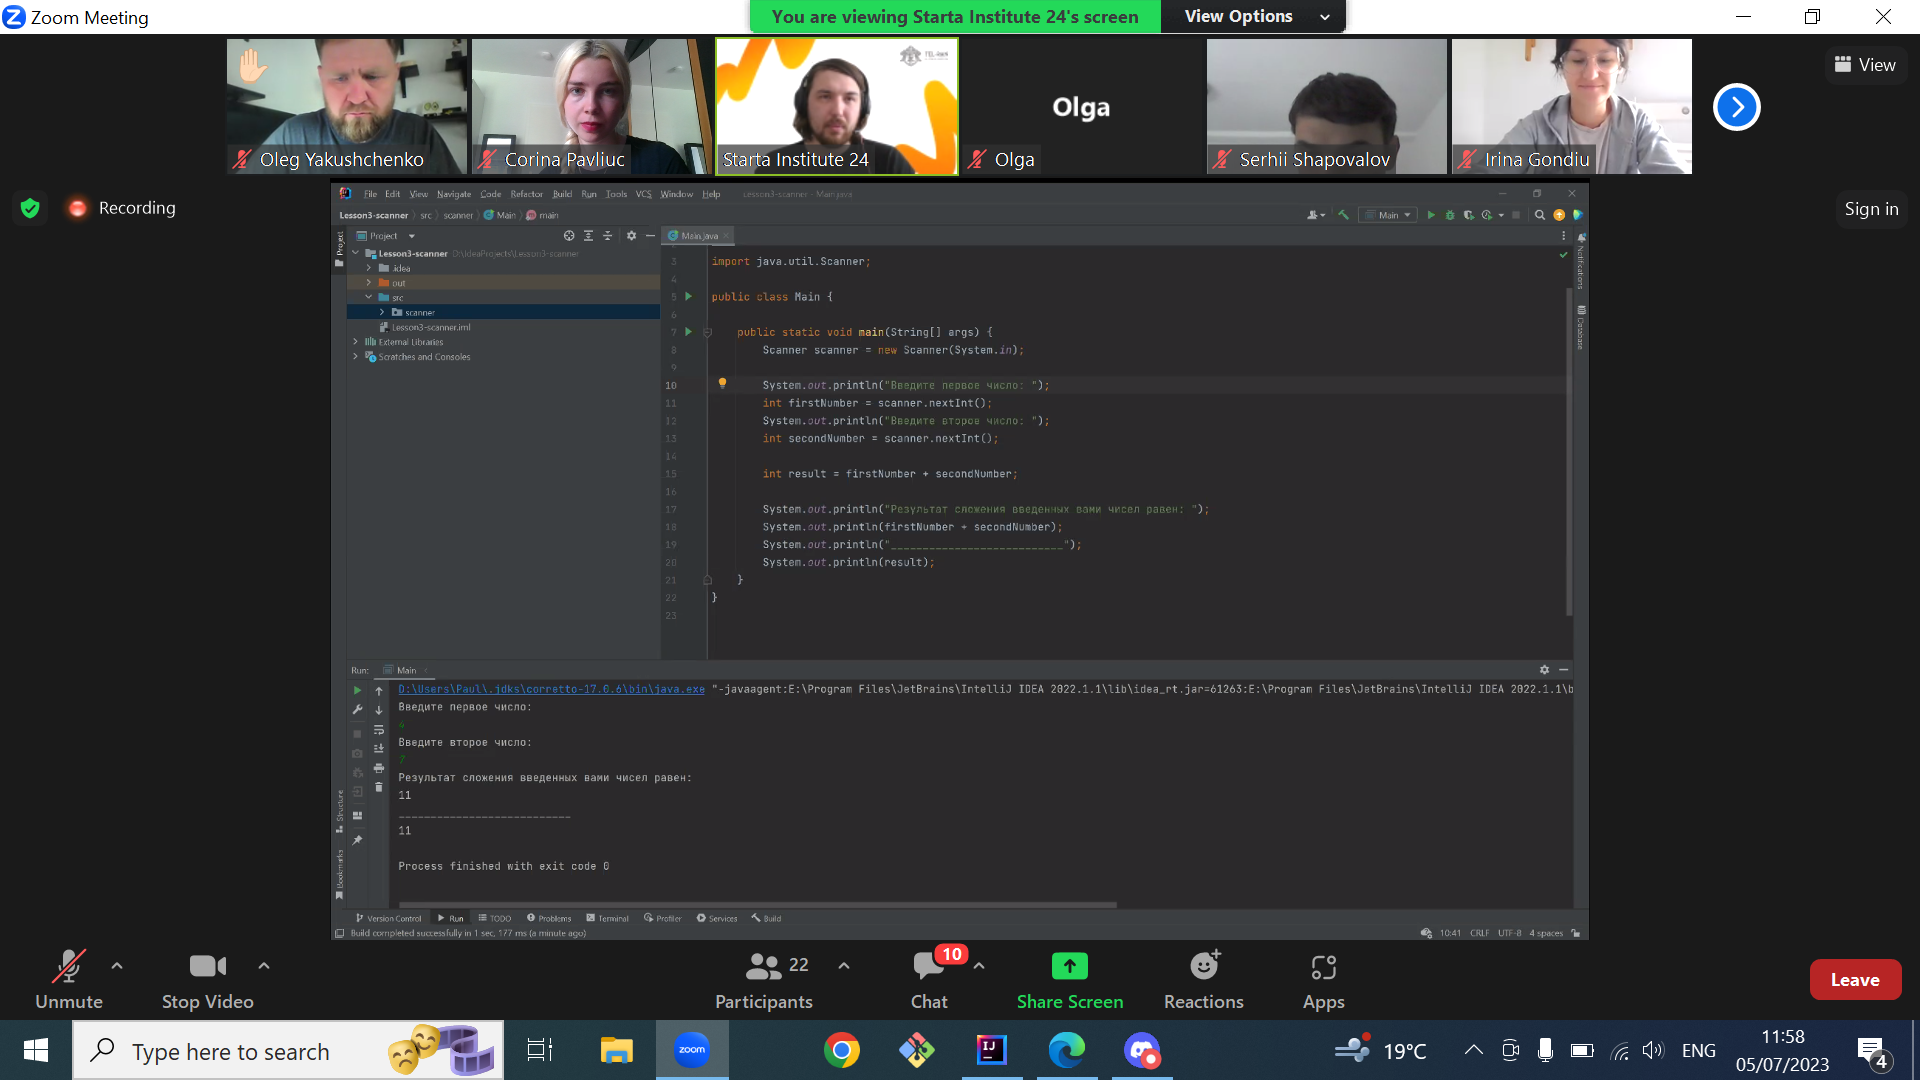 Zoom Meeting
You are viewing Starta Institute 24's screen
View Options
Oleg Yakushchenko
Corina Pavliuc
Starta Institute 24
Olga
Olga
Serhii Shapovalov
Irina Gondiu
View
Recording
Sign in
File Edit View Navigate Code Refactor Build Run Tools VCS Window Help Lesson3-scanner - Main.java
Lesson3-scanner src scanner Main main
Main
Project
Main.java
Lesson3-scanner D:\IdeaProjects\Lesson3-scanner
.idea
out
src
scanner
Lesson3-scanner.iml
External Libraries
Scratches and Consoles
Project
Notifications
Database
3 import java.util.Scanner;
4
5 public class Main {
6
7 public static void main(String[] args) {
8 Scanner scanner = new Scanner(System.in);
9
10 System.out.println("Введите первое число: ");
11 int firstNumber = scanner.nextInt();
12 System.out.println("Введите второе число: ");
13 int secondNumber = scanner.nextInt();
14
15 int result = firstNumber + secondNumber;
16
17 System.out.println("Результат сложения введенных вами чисел равен: ");
18 System.out.println(firstNumber + secondNumber);
19 System.out.println("___________________________");
20 System.out.println(result);
21 }
22 }
23
Run: Main
D:\Users\Paul\.jdks\corretto-17.0.6\bin\java.exe "-javaagent:E:\Program Files\JetBrains\IntelliJ IDEA 2022.1.1\lib\idea_rt.jar=61263:E:\Program Files\JetBrains\IntelliJ IDEA 2022.1.1\b
Введите первое число:
4
Введите второе число:
7
Результат сложения введенных вами чисел равен:
11
___________________________
11
Process finished with exit code 0
Structure
Bookmarks
Version Control Run TODO Problems Terminal Profiler Services Build
Build completed successfully in 1 sec, 177 ms (a minute ago)
10:41 CRLF UTF-8 4 spaces
Unmute
Stop Video
22
Participants
10
Chat
Share Screen
Reactions
Apps
Leave
Type here to search
zoom
IJ
19°C
ENG
11:58
05/07/2023
4